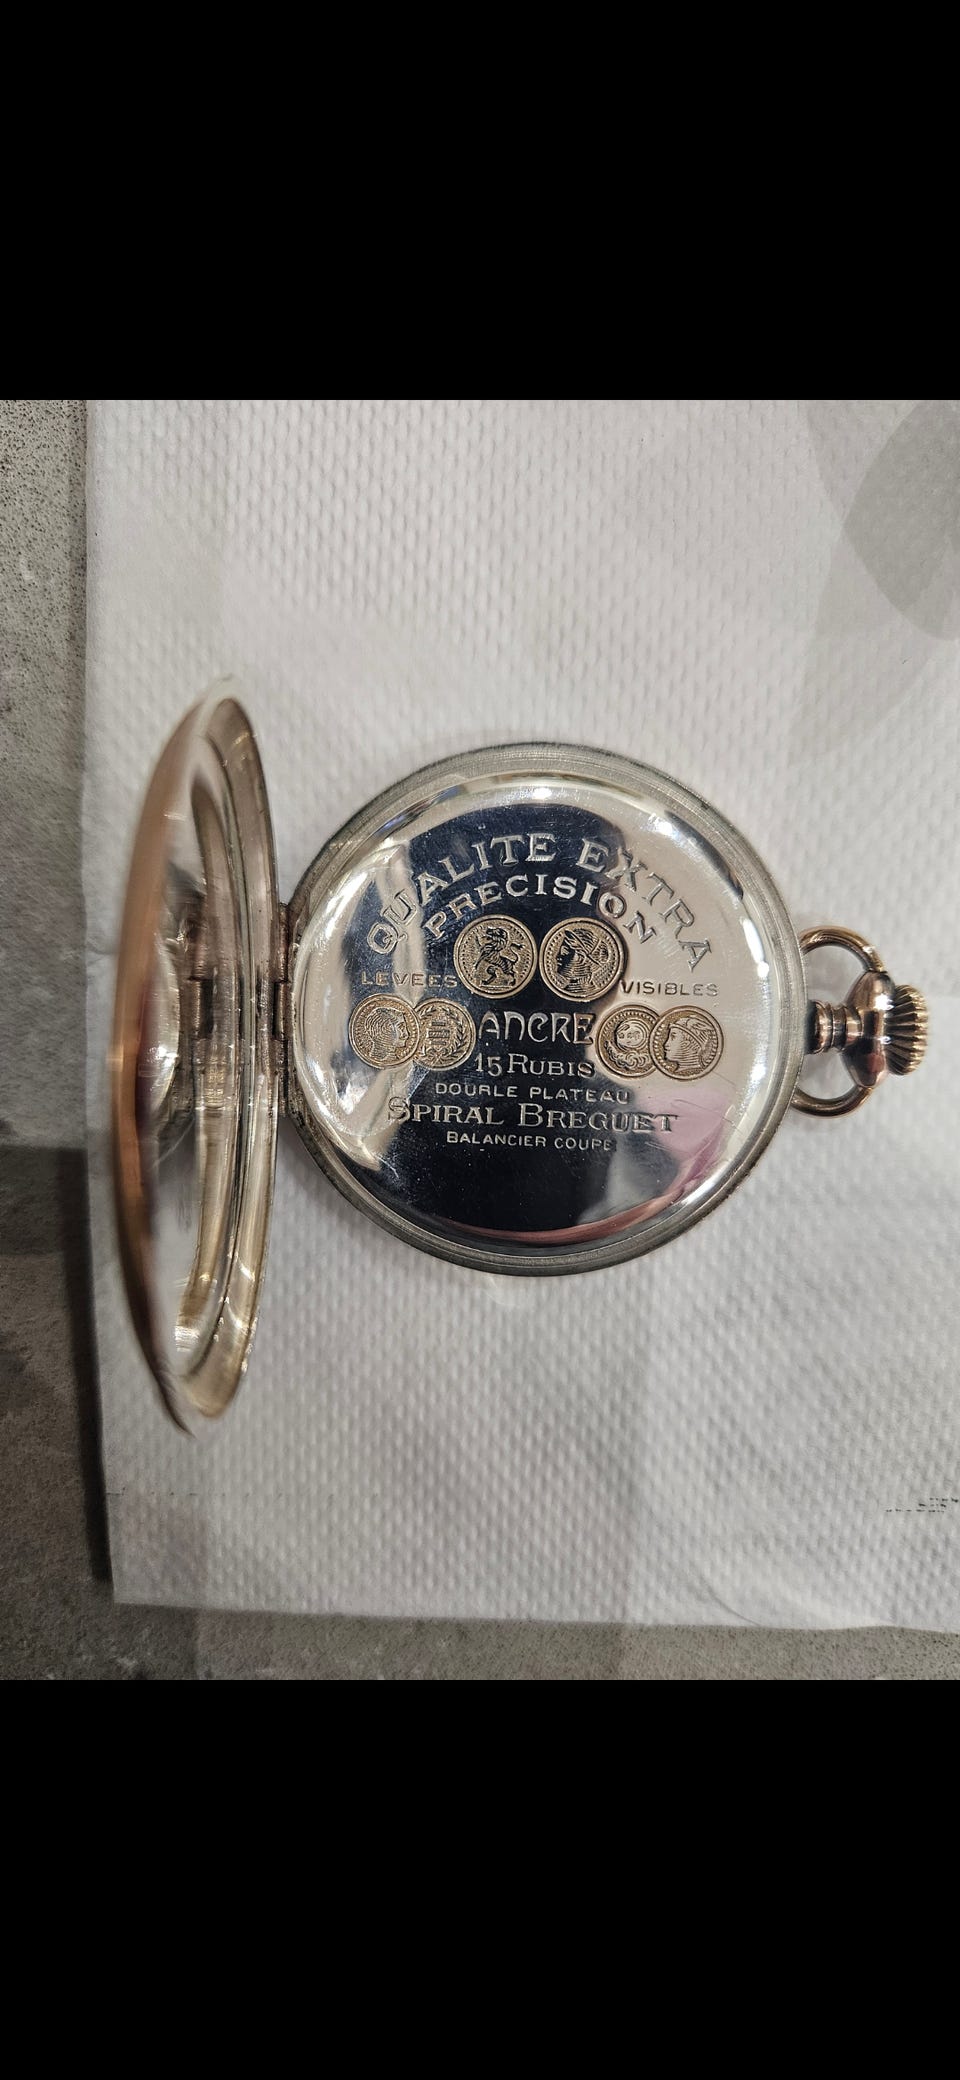 QUALITE EXTRA
PRECISION
LEVEES VISIBLES
ANCRE
15 RUBIS
DOUBLE PLATEAU
SPIRAL BREGUET
BALANCIER COUPE